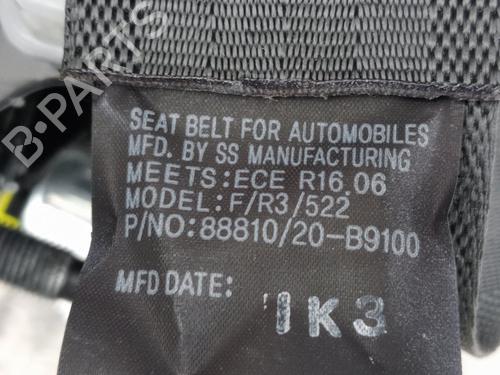 SEAT BELT FOR AUTOMOBILES
MFD. BY SS MANUFACTURING
MEETS:ECE R16.06
MODEL:F/R3/522
P/NO:88810/20-B9100
MFD DATE:
1K3
B-PARTS
B-PARTS